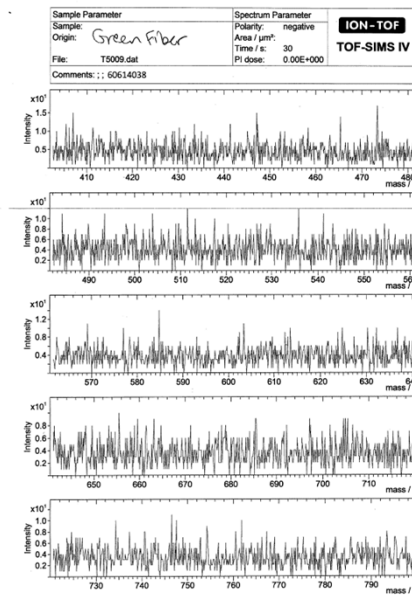 Sample Parameter
Sample:
Origin: Green Fiber
File: T5009.dat
Spectrum Parameter
Polarity: negative
Area / µm²:
Time / s: 30
PI dose: 0.00E+000
ION-TOF
TOF-SIMS IV
Comments: ; ; 60614038
x10¹
Intensity
1.5
1.0
0.5
410 420 430 440 450 460 470 480
mass /
x10¹
Intensity
1.0
0.8
0.6
0.4
0.2
490 500 510 520 530 540 550 560
mass /
x10¹
Intensity
1.2
0.8
0.4
570 580 590 600 610 620 630 64
mass /
x10¹
Intensity
0.8
0.6
0.4
0.2
650 660 670 680 690 700 710
mass /
x10¹
Intensity
1.0
0.8
0.6
0.4
0.2
730 740 750 760 770 780 790
mass /